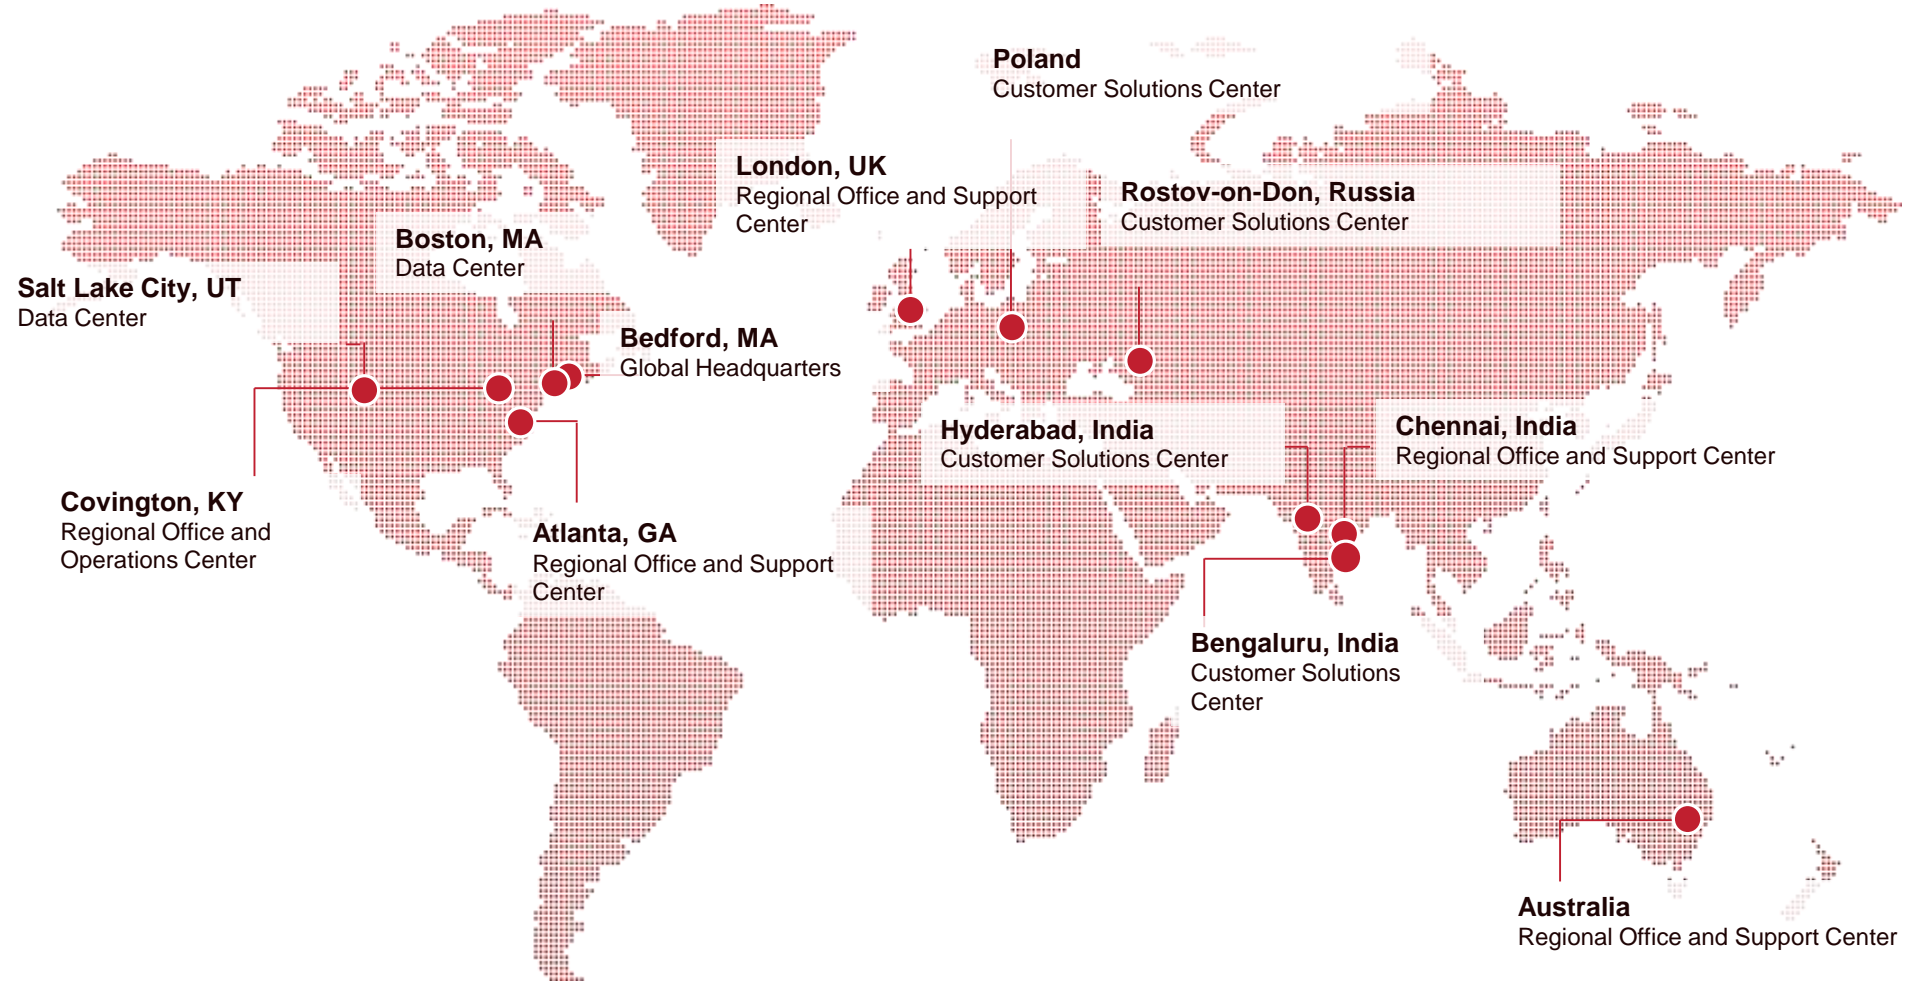 Poland
Customer Solutions Center
London, UK
Regional Office and Support
Center
Rostov-on-Don, Russia
Customer Solutions Center
Boston, MA
Data Center
Salt Lake City, UT
Data Center
Bedford, MA
Global Headquarters
Hyderabad, India
Customer Solutions Center
Chennai, India
Regional Office and Support Center
Covington, KY
Regional Office and
Operations Center
Atlanta, GA
Regional Office and Support
Center
Bengaluru, India
Customer Solutions
Center
Australia
Regional Office and Support Center